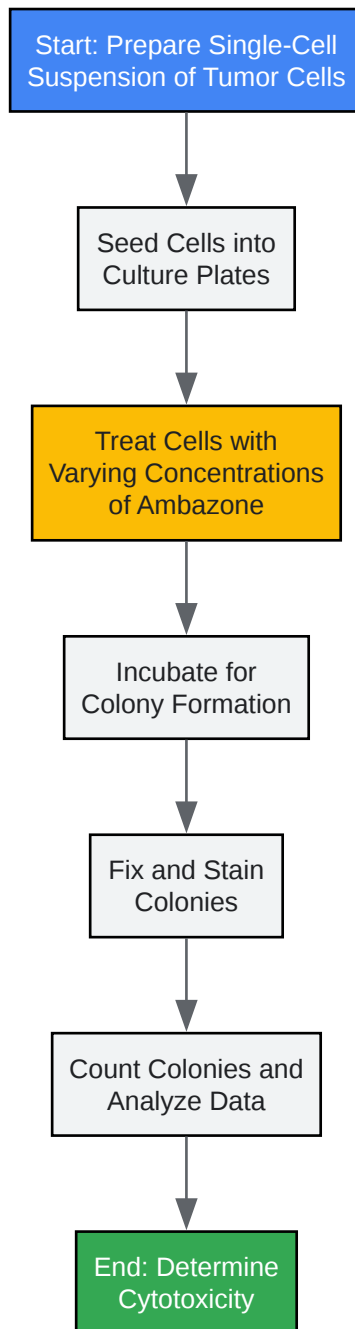 Start: Prepare Single-Cell
Suspension of Tumor Cells
Seed Cells into
Culture Plates
Treat Cells with
Varying Concentrations
of Ambazone
Incubate for
Colony Formation
Fix and Stain
Colonies
Count Colonies and
Analyze Data
End: Determine
Cytotoxicity